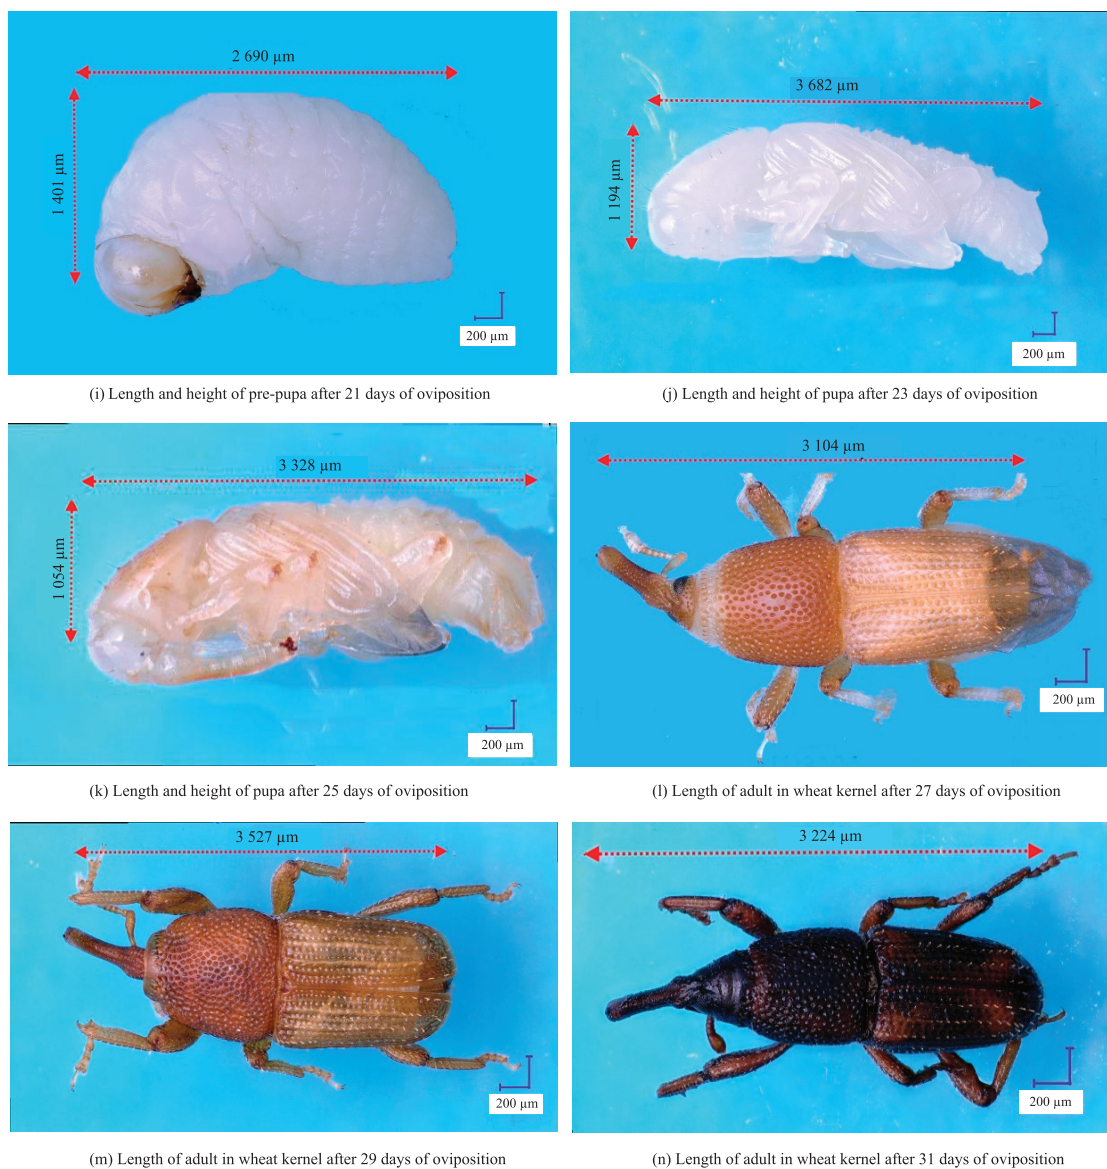 2 690 µm
1 401 µm
200 µm
(i) Length and height of pre-pupa after 21 days of oviposition
3 682 µm
1 194 µm
200 µm
(j) Length and height of pupa after 23 days of oviposition
3 328 µm
1 054 µm
200 µm
(k) Length and height of pupa after 25 days of oviposition
3 104 µm
200 µm
(l) Length of adult in wheat kernel after 27 days of oviposition
3 527 µm
200 µm
(m) Length of adult in wheat kernel after 29 days of oviposition
3 224 µm
200 µm
(n) Length of adult in wheat kernel after 31 days of oviposition